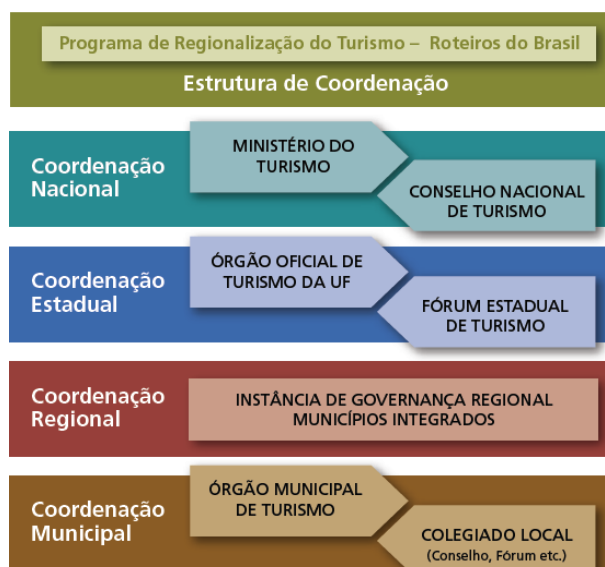 Programa de Regionalização do Turismo – Roteiros do Brasil
Estrutura de Coordenação
Coordenação
Nacional
MINISTÉRIO DO
TURISMO
CONSELHO NACIONAL
DE TURISMO
Coordenação
Estadual
ÓRGÃO OFICIAL DE
TURISMO DA UF
FÓRUM ESTADUAL
DE TURISMO
Coordenação
Regional
INSTÂNCIA DE GOVERNANÇA REGIONAL
MUNICÍPIOS INTEGRADOS
Coordenação
Municipal
ÓRGÃO MUNICIPAL
DE TURISMO
COLEGIADO LOCAL
(Conselho, Fórum etc.)